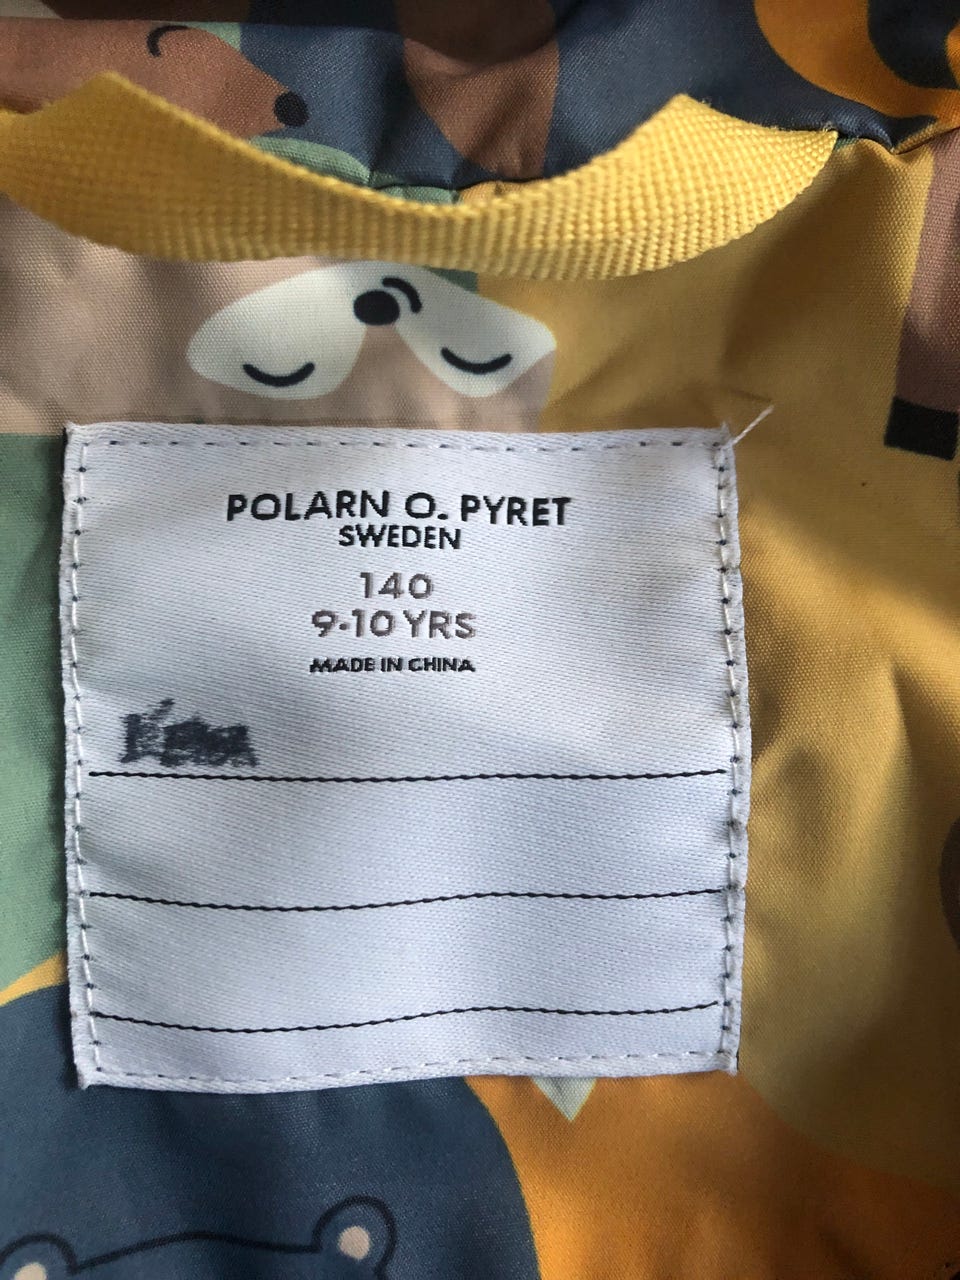 POLARN O. PYRET
SWEDEN
140
9-10 YRS
MADE IN CHINA